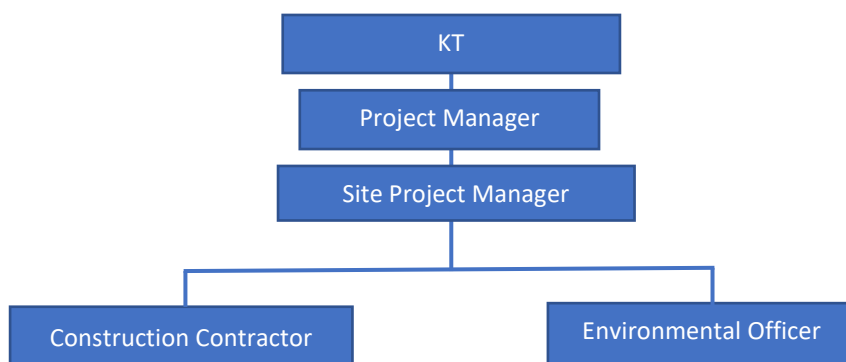 KT
Project Manager
Site Project Manager
Construction Contractor
Environmental Officer